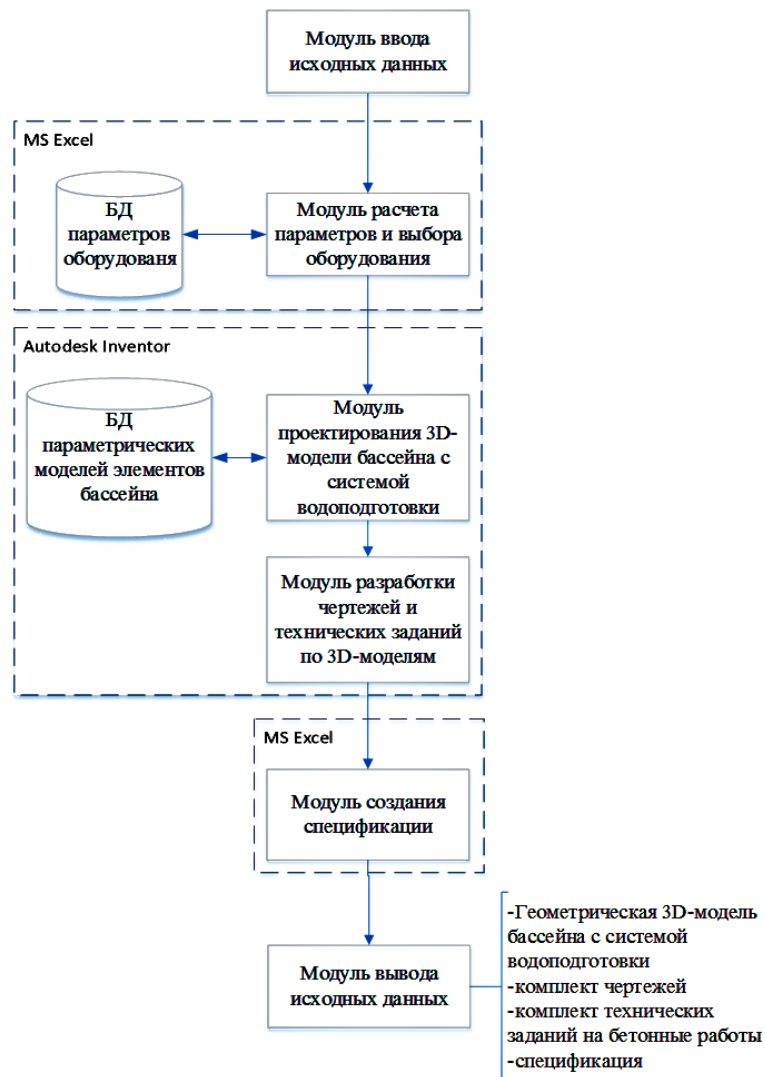 Модуль ввода
исходных данных
MS Excel
БД
параметров
оборудованя
Модуль расчета
параметров и выбора
оборудования
Autodesk Inventor
БД
параметрических
моделей элементов
бассейна
Модуль
проектирования 3D-
модели бассейна с
системой
водоподготовки
Модуль разработки
чертежей и
технических заданий
по 3D-моделям
MS Excel
Модуль создания
спецификации
Модуль вывода
исходных данных
-Геометрическая 3D-модель
бассейна с системой
водоподготовки
-комплект чертежей
-комплект технических
заданий на бетонные работы
-спецификация